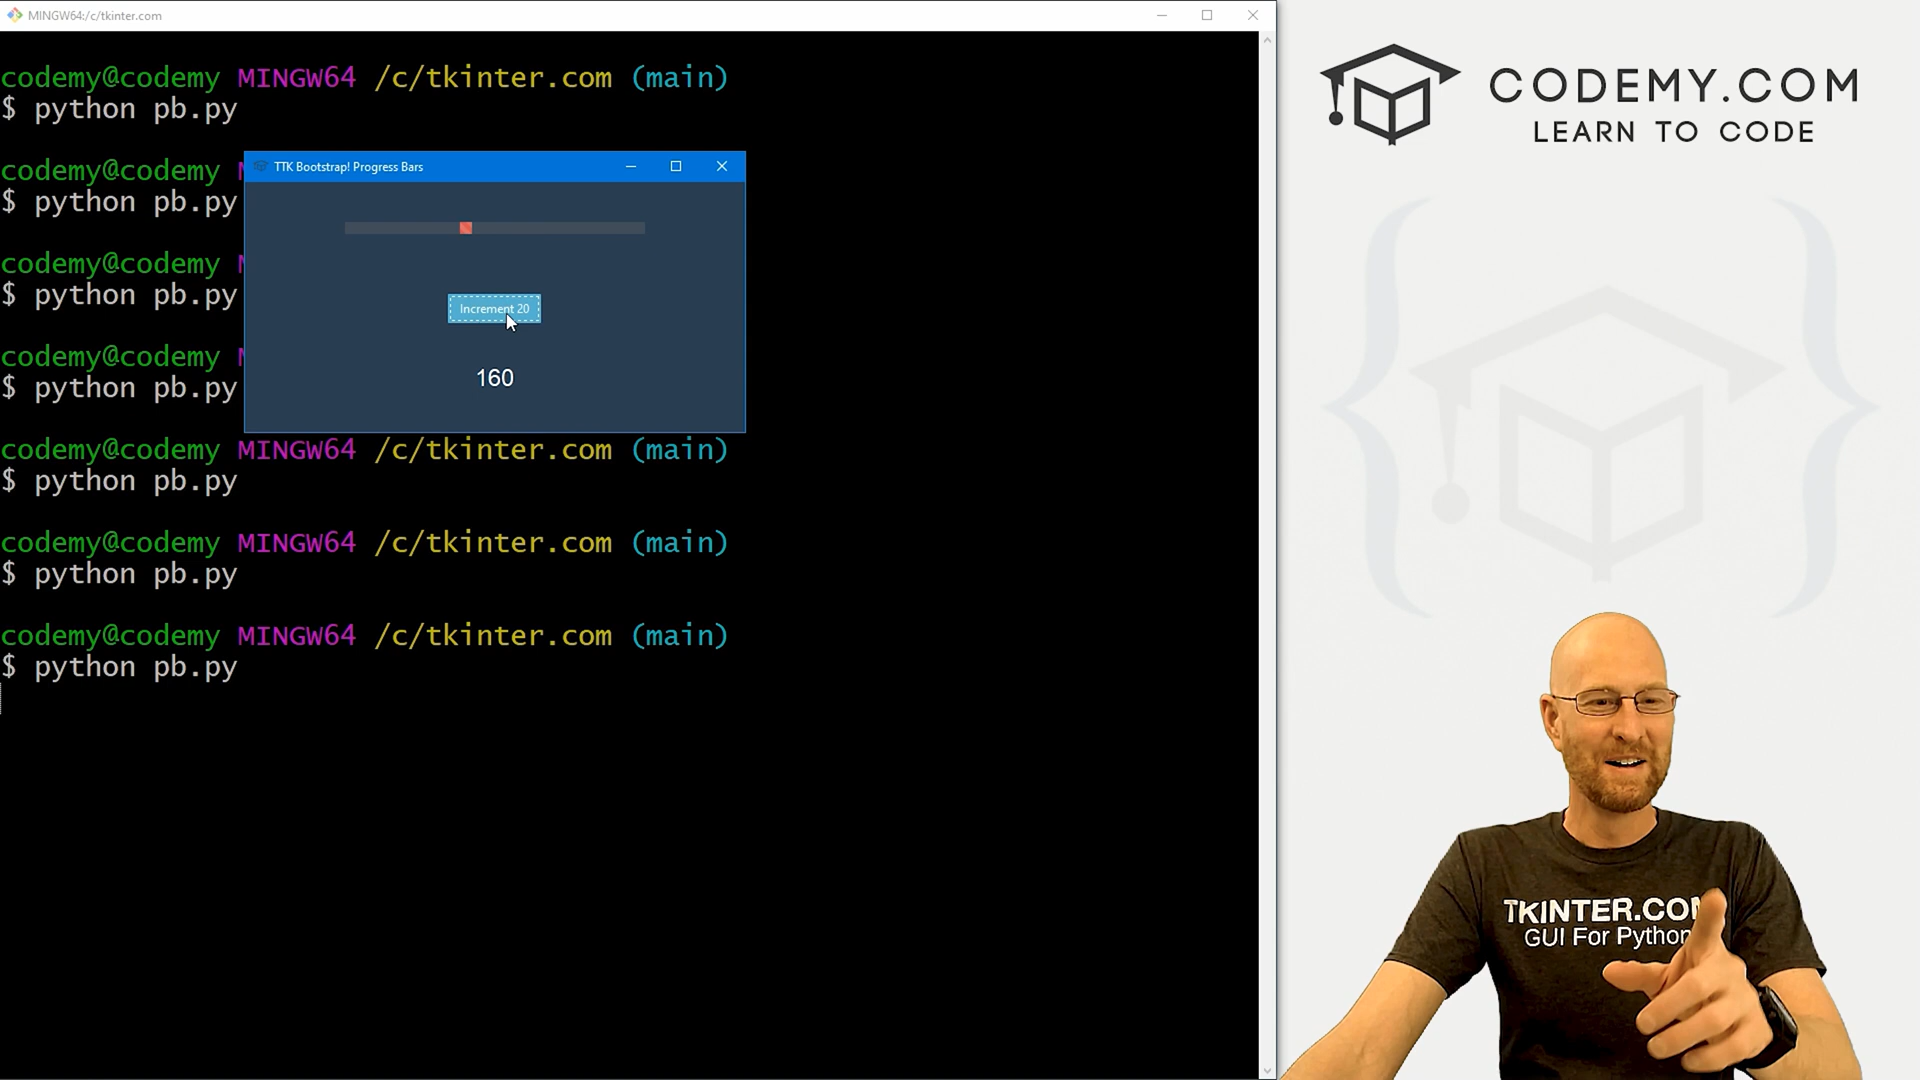 MINGW64:/c/tkinter.com
codemy@codemy MINGW64 /c/tkinter.com (main)
$ python pb.py
codemy@codemy M
$ python pb.py
codemy@codemy M
$ python pb.py
codemy@codemy M
$ python pb.py
codemy@codemy MINGW64 /c/tkinter.com (main)
$ python pb.py
codemy@codemy MINGW64 /c/tkinter.com (main)
$ python pb.py
codemy@codemy MINGW64 /c/tkinter.com (main)
$ python pb.py
TTK Bootstrap! Progress Bars
Increment 20
160
CODEMY.COM
LEARN TO CODE
TKINTER.COM
GUI For Python